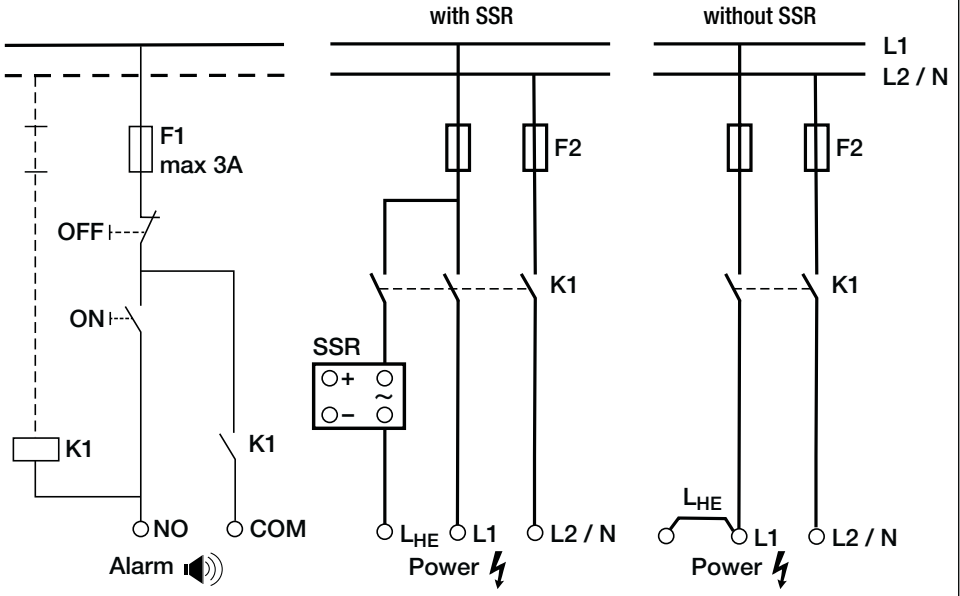 with SSR
without SSR
L1
L2 / N
F1
max 3A
F2
F2
OFF
ON
K1
K1
SSR
+
~
–
K1
K1
LHE
NO
COM
LHE
L1
L2 / N
L1
L2 / N
Alarm
Power
Power